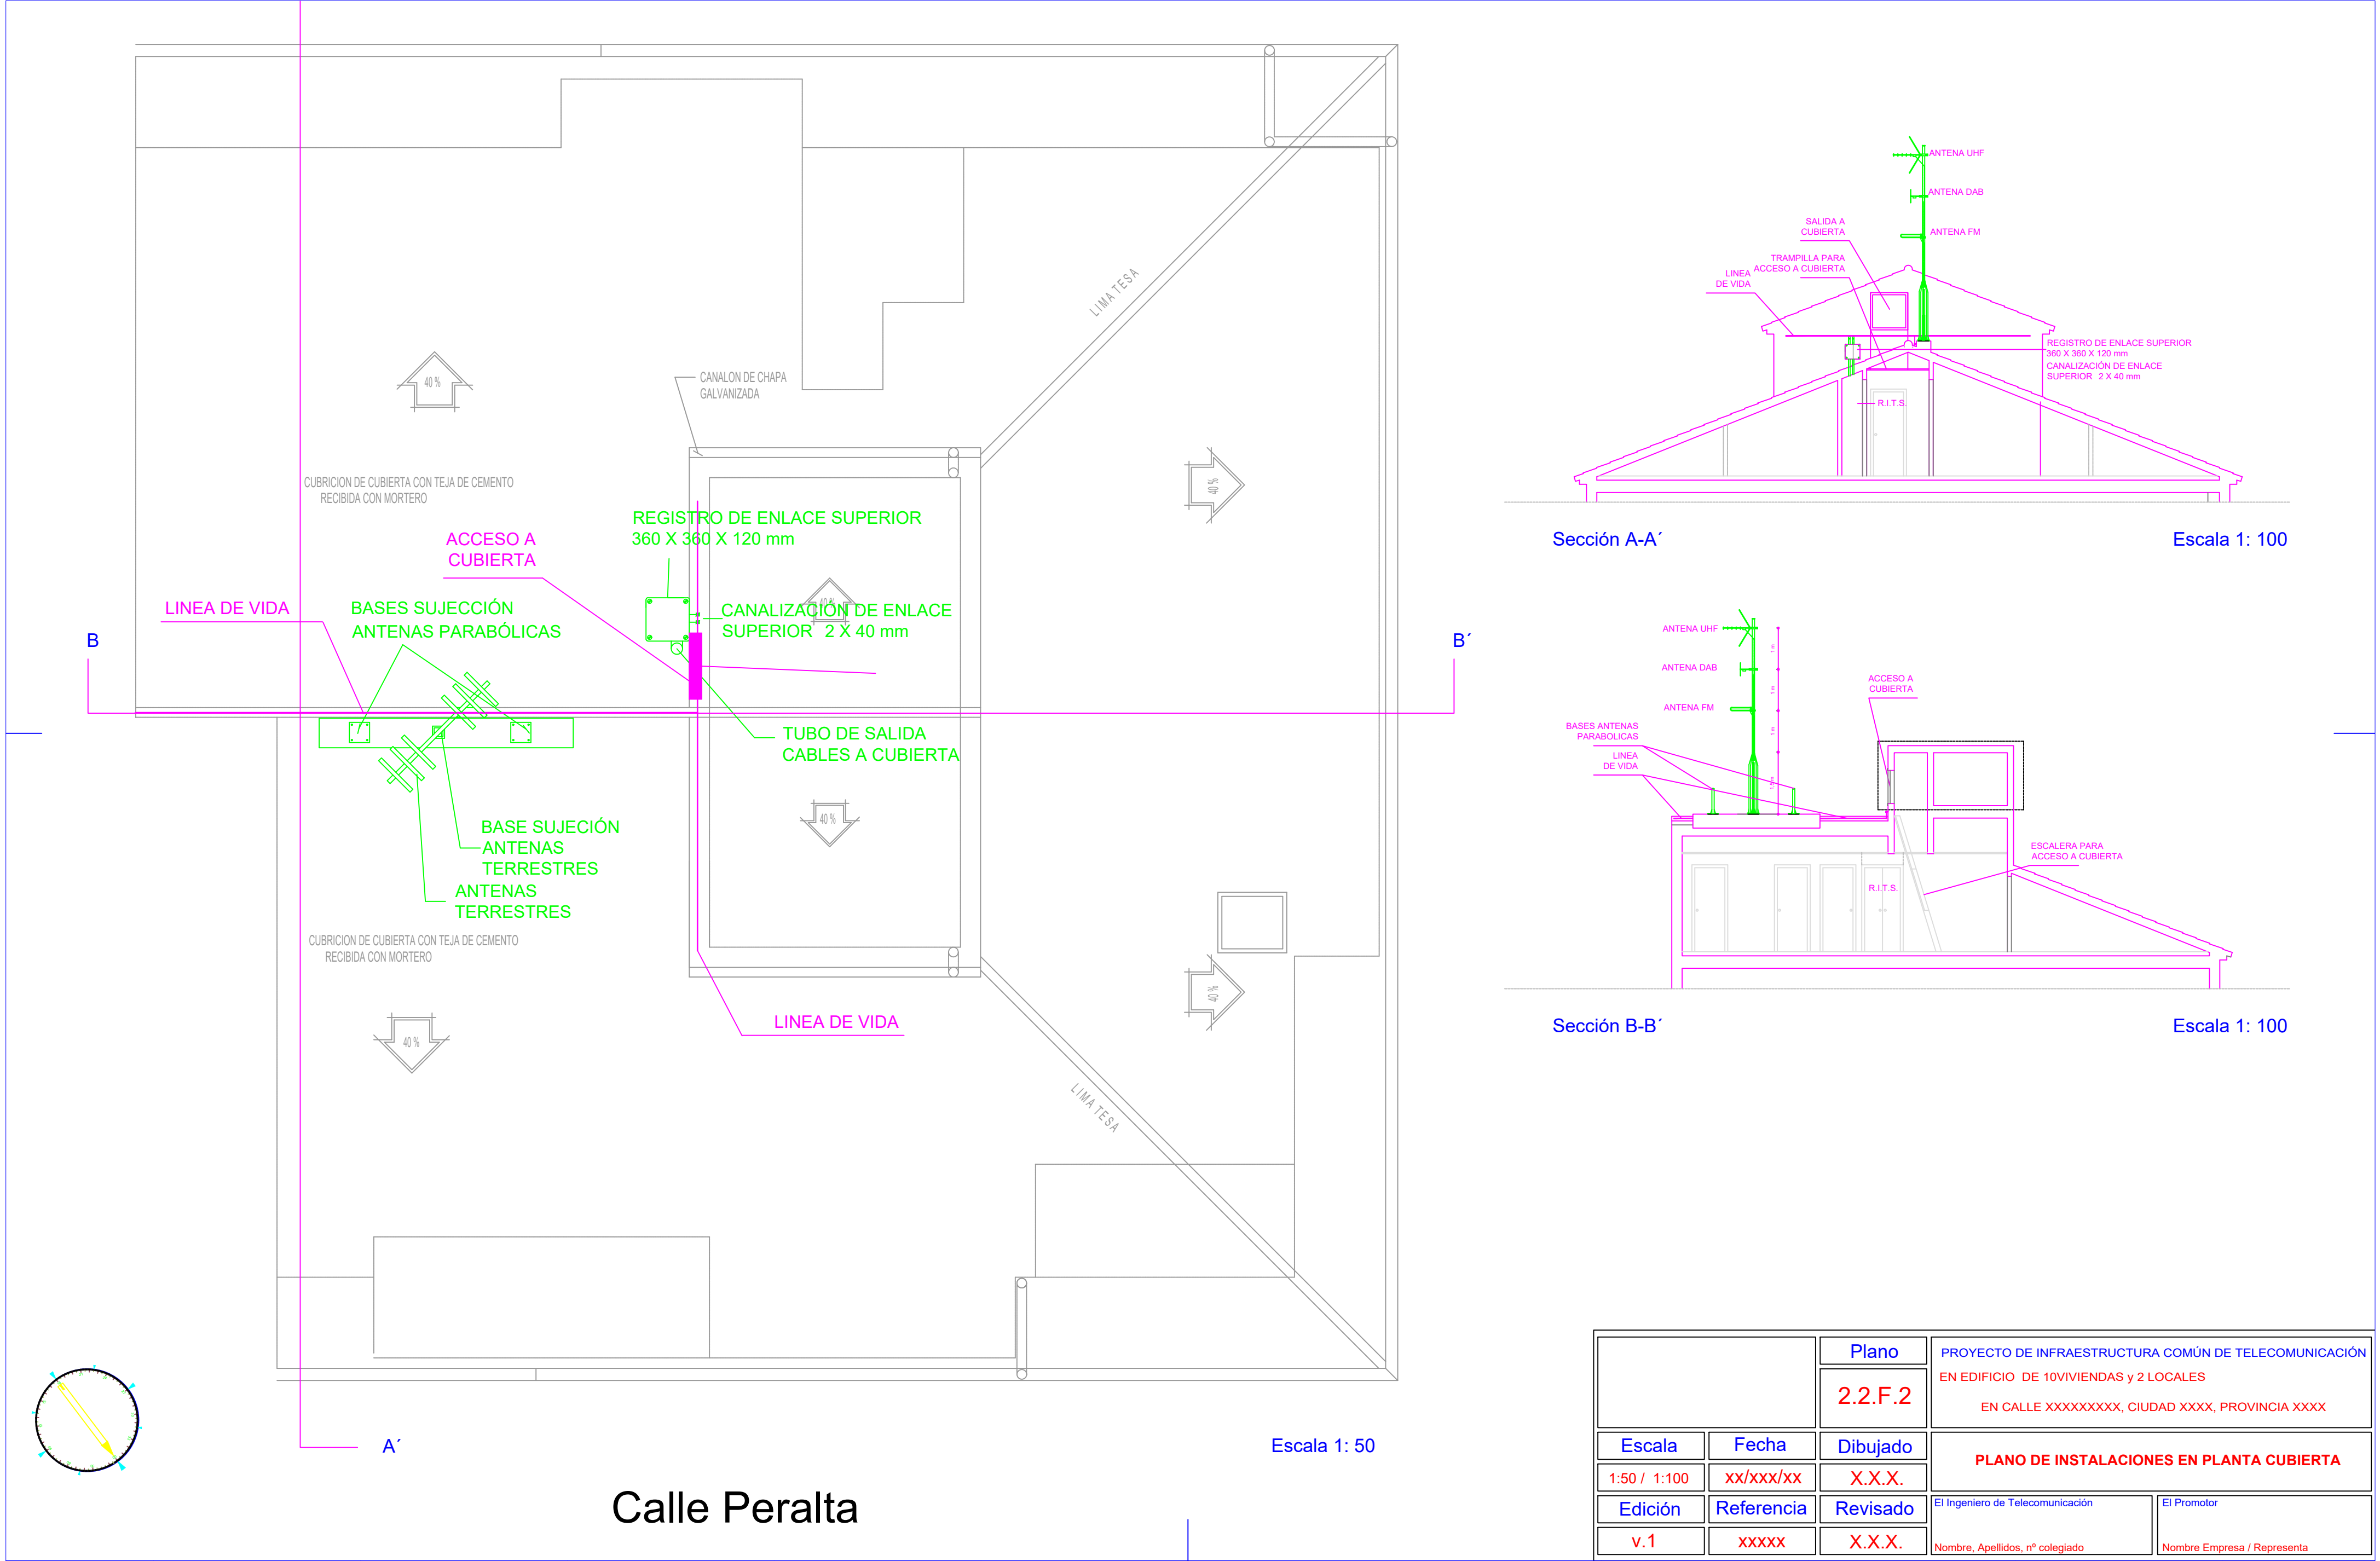 LIMA TESA
40 %
CANALON DE CHAPA
GALVANIZADA
CUBRICION DE CUBIERTA CON TEJA DE CEMENTO
RECIBIDA CON MORTERO
40 %
REGISTRO DE ENLACE SUPERIOR
360 X 360 X 120 mm
ACCESO A
CUBIERTA
LINEA DE VIDA
BASES SUJECCIÓN
ANTENAS PARABÓLICAS
40 %
CANALIZACIÓN DE ENLACE
SUPERIOR 2 X 40 mm
B
B´
TUBO DE SALIDA
CABLES A CUBIERTA
40 %
BASE SUJECIÓN
ANTENAS
TERRESTRES
ANTENAS
TERRESTRES
CUBRICION DE CUBIERTA CON TEJA DE CEMENTO
RECIBIDA CON MORTERO
40 %
LINEA DE VIDA
40 %
LIMA TESA
A´
Escala 1: 50
Calle Peralta
ANTENA UHF
ANTENA DAB
SALIDA A
CUBIERTA
ANTENA FM
TRAMPILLA PARA
ACCESO A CUBIERTA
LINEA
DE VIDA
REGISTRO DE ENLACE SUPERIOR
360 X 360 X 120 mm
CANALIZACIÓN DE ENLACE
SUPERIOR 2 X 40 mm
R.I.T.S.
Sección A-A´
Escala 1: 100
ANTENA UHF
1 m
ANTENA DAB
1 m
ACCESO A
CUBIERTA
ANTENA FM
BASES ANTENAS
PARABOLICAS
1 m
LINEA
DE VIDA
ESCALERA PARA
ACCESO A CUBIERTA
R.I.T.S.
Sección B-B´
Escala 1: 100
Plano
2.2.F.2
PROYECTO DE INFRAESTRUCTURA COMÚN DE TELECOMUNICACIÓN
EN EDIFICIO DE 10VIVIENDAS y 2 LOCALES
EN CALLE XXXXXXXXX, CIUDAD XXXX, PROVINCIA XXXX
Escala
Fecha
Dibujado
1:50 / 1:100
xx/xxx/xx
X.X.X.
PLANO DE INSTALACIONES EN PLANTA CUBIERTA
Edición
Referencia
Revisado
v.1
xxxxx
X.X.X.
El Ingeniero de Telecomunicación
Nombre, Apellidos, nº colegiado
El Promotor
Nombre Empresa / Representa